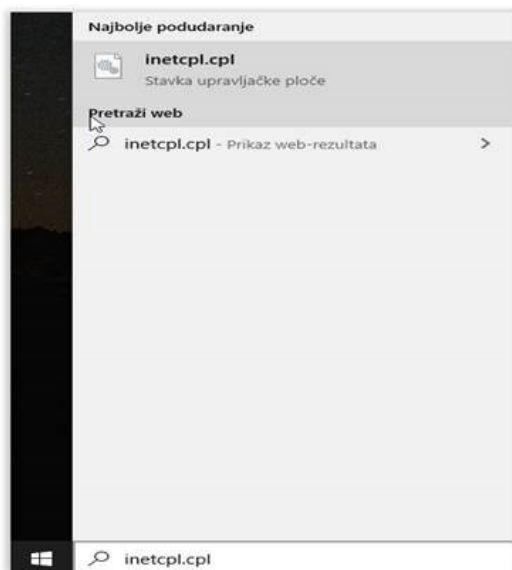 Najbolje podudaranje
inetcpl.cpl
Stavka upravljačke ploče
Pretraži web
inetcpl.cpl - Prikaz web-rezultata
inetcpl.cpl